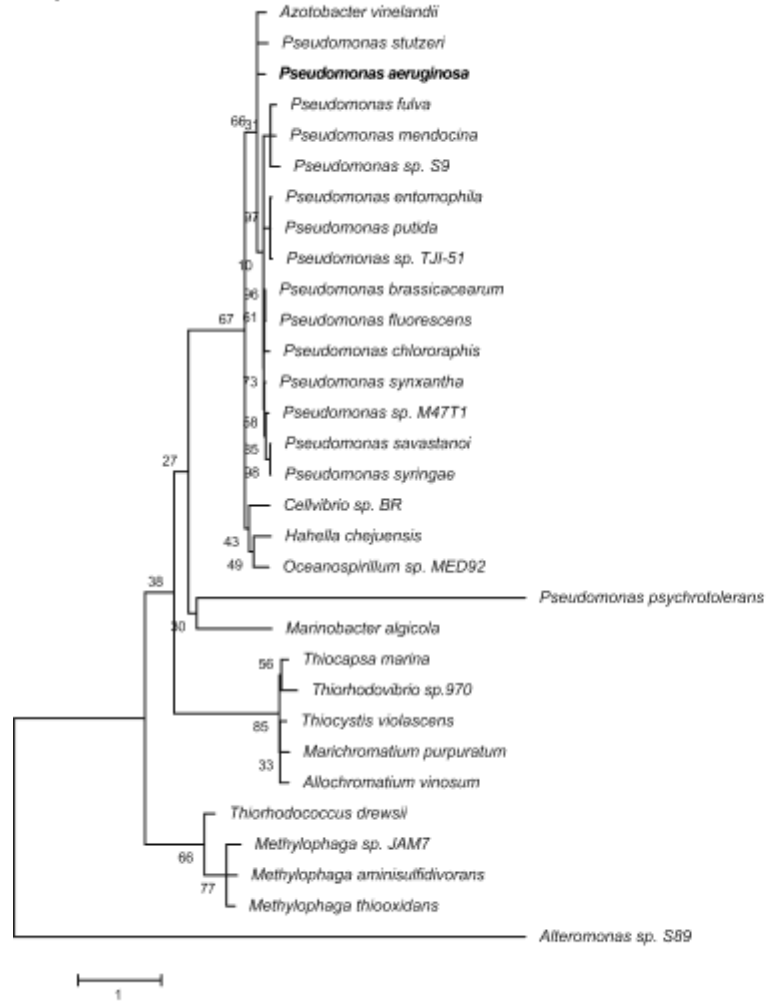 Azotobacter vinelandii
Pseudomonas stutzeri
Pseudomonas aeruginosa
Pseudomonas fulva
66
31
Pseudomonas mendocina
Pseudomonas sp. S9
Pseudomonas entomophila
97
Pseudomonas putida
Pseudomonas sp. TJI-51
10
Pseudomonas brassicacearum
96
67
61
Pseudomonas fluorescens
Pseudomonas chlororaphis
73
Pseudomonas synxantha
Pseudomonas sp. M47T1
58
Pseudomonas savastanoi
85
27
98
Pseudomonas syringae
Cellvibrio sp. BR
43
Hahella chejuensis
49
Oceanospirillum sp. MED92
38
Pseudomonas psychrotolerans
30
Marinobacter algicola
56
Thiocapsa marina
Thiorhodovibrio sp.970
85
Thiocystis violascens
Marichromatium purpuratum
33
Allochromatium vinosum
Thiorhodococcus drewsii
Methylophaga sp. JAM7
66
77
Methylophaga aminisulfidivorans
Methylophaga thiooxidans
Alteromonas sp. S89
1